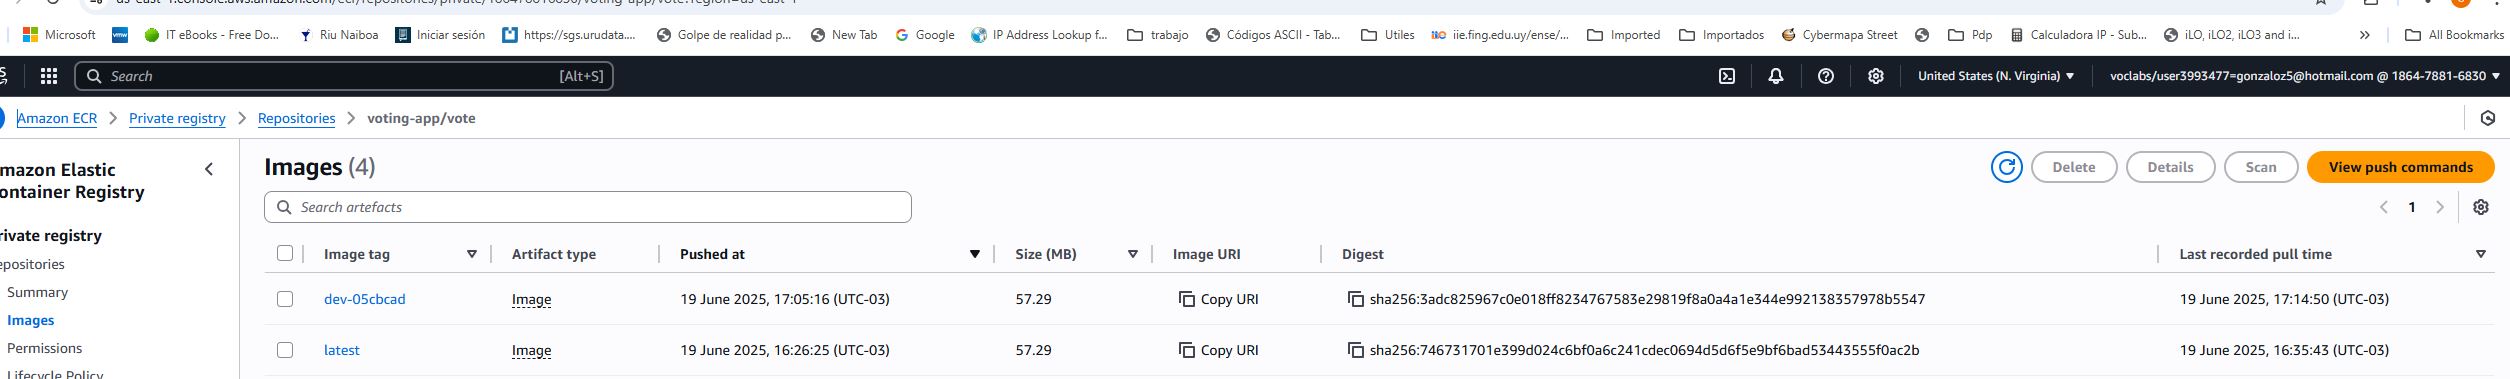 Microsoft IT eBooks - Free Do... Riu Naiboa Iniciar sesión https://sgs.urudata.... Golpe de realidad p... New Tab Google IP Address Lookup f... trabajo Códigos ASCII - Tab... Utiles iie.fing.edu.uy/ense/... Imported Importados Cybermapa Street Pdp Calculadora IP - Sub... iLO, iLO2, iLO3 and i... » All Bookmarks
Search [Alt+S] United States (N. Virginia) voclabs/user3993477=gonzaloz5@hotmail.com @ 1864-7881-6830
Amazon ECR Private registry Repositories voting-app/vote
mazon Elastic
ontainer Registry
rivate registry
epositories
Summary
Images
Permissions
Lifecycle Policy
Images (4) Delete Details Scan View push commands
Search artefacts 1
Image tag Artifact type Pushed at Size (MB) Image URI Digest Last recorded pull time
dev-05cbcad Image 19 June 2025, 17:05:16 (UTC-03) 57.29 Copy URI sha256:3adc825967c0e018ff8234767583e29819f8a0a4a1e344e992138357978b5547 19 June 2025, 17:14:50 (UTC-03)
latest Image 19 June 2025, 16:26:25 (UTC-03) 57.29 Copy URI sha256:746731701e399d024c6bf0a6c241cdec0694d5d6f5e9bf6bad53443555f0ac2b 19 June 2025, 16:35:43 (UTC-03)